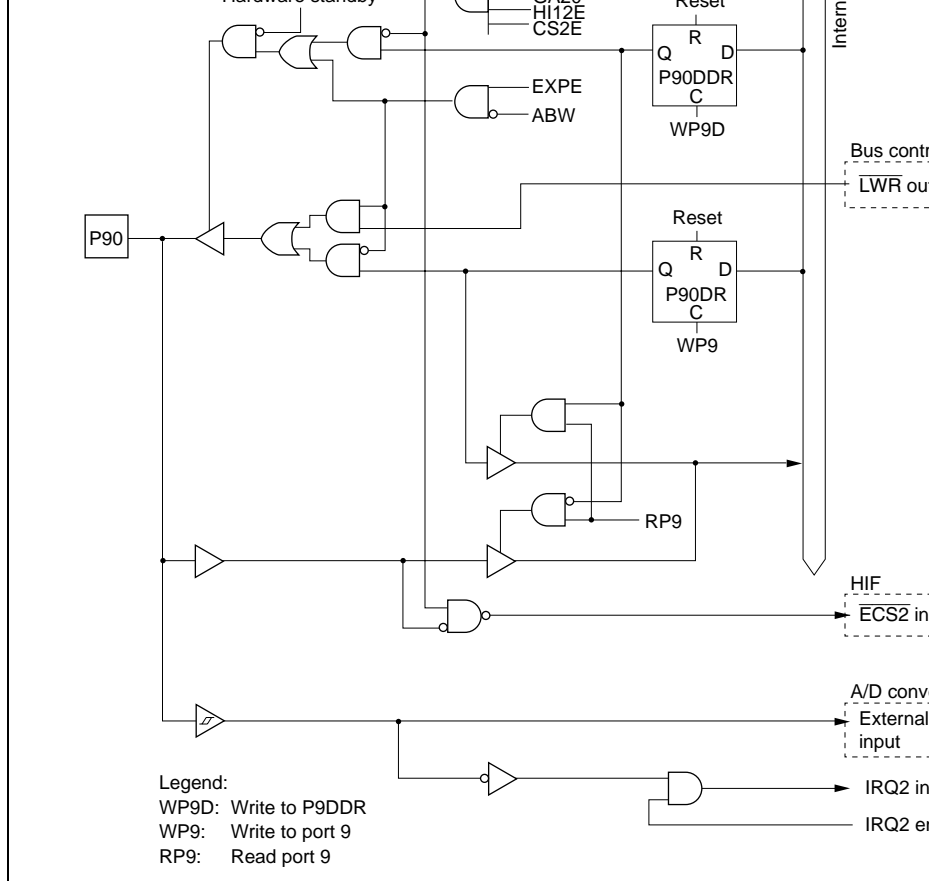 Hardware standby
HI12E
CS2E
Reset
R
Q D
P90DDR
C
WP9D
EXPE
ABW
Bus contr
LWR ou
P90
Reset
R
Q D
P90DR
C
WP9
RP9
HIF
ECS2 in
A/D conv
External
input
IRQ2 in
IRQ2 e
Intern
Legend:
WP9D: Write to P9DDR
WP9: Write to port 9
RP9: Read port 9